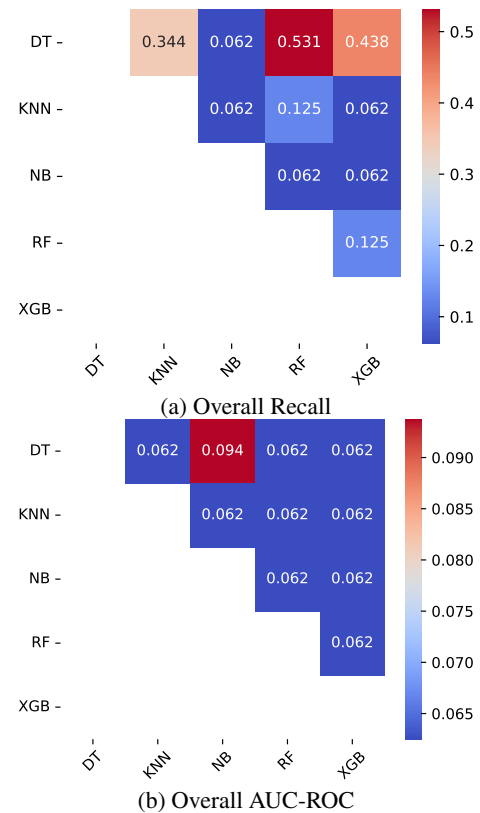 DT
0.344 0.062 0.531 0.438
0.5
KNN
0.062 0.125 0.062
0.4
NB
0.062 0.062
0.3
RF
0.125
0.2
XGB
0.1
DT KNN NB RF XGB
(a) Overall Recall
DT
0.062 0.094 0.062 0.062
0.090
KNN
0.062 0.062 0.062
0.085
0.080
NB
0.062 0.062
0.075
RF
0.062
0.070
XGB
0.065
DT KNN NB RF XGB
(b) Overall AUC-ROC